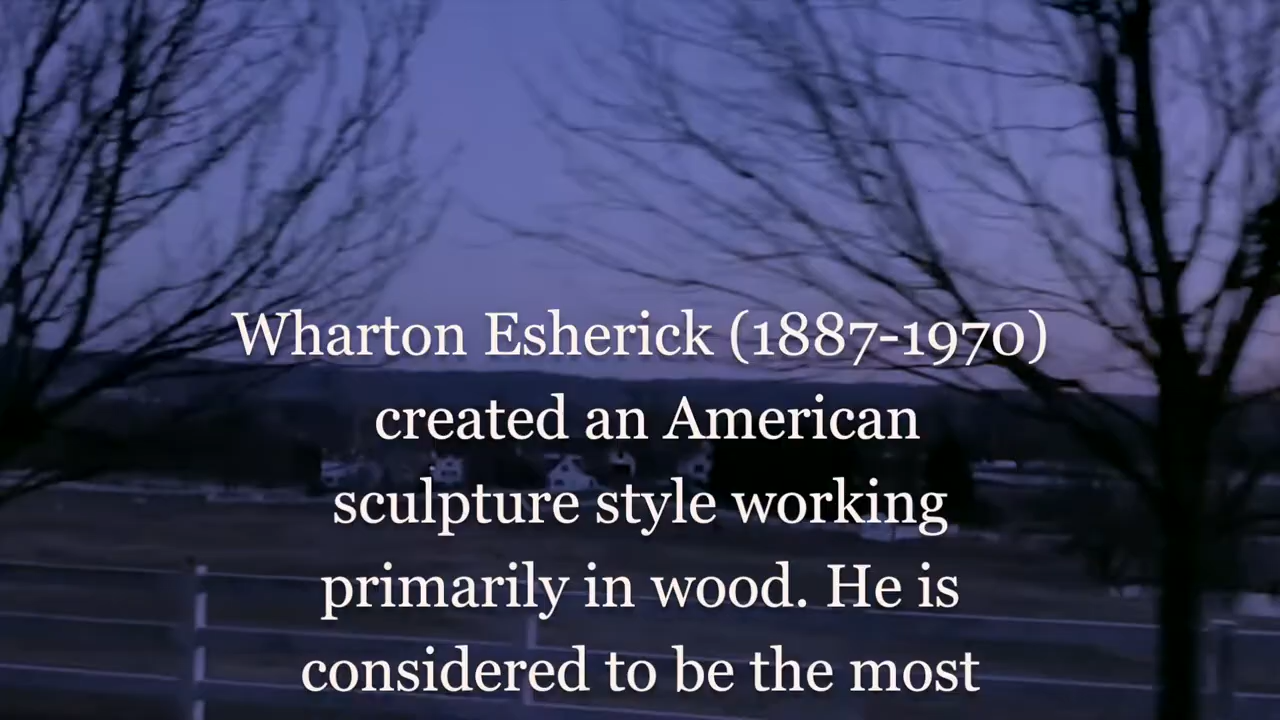 Wharton Esherick (1887-1970)
created an American
sculpture style working
primarily in wood. He is
considered to be the most